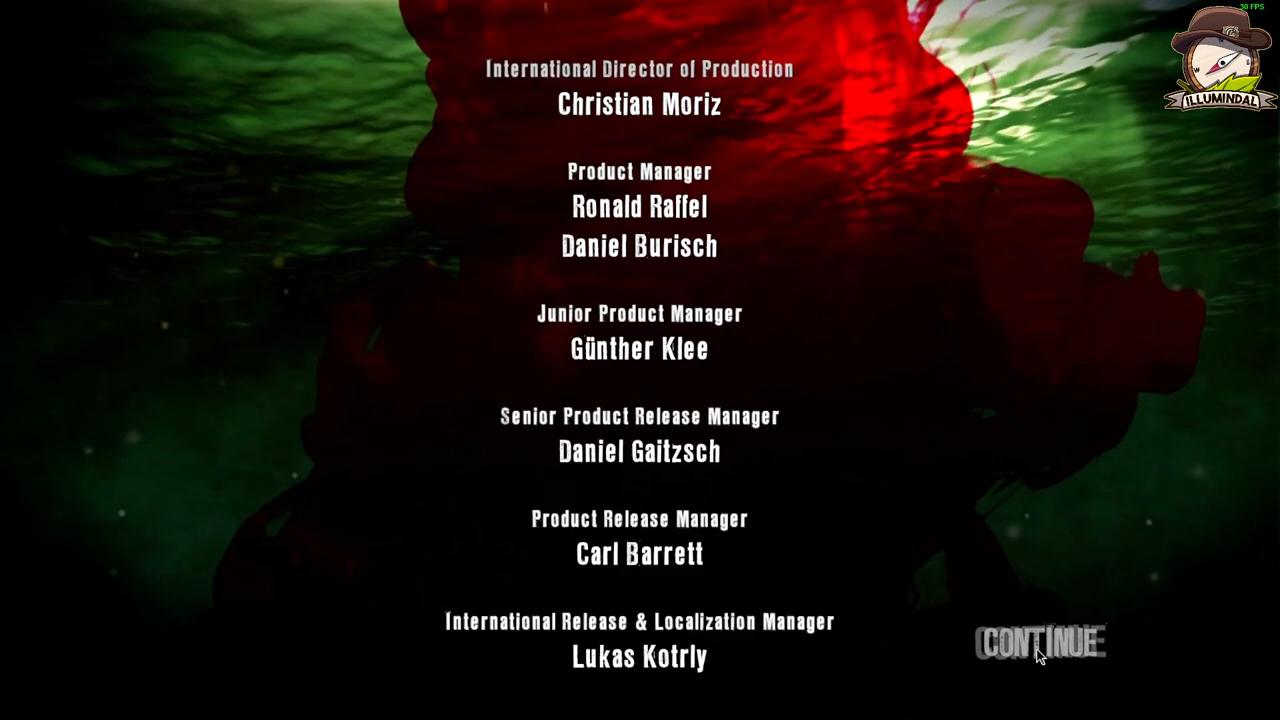 30 FPS
ILLUMINDAL
International Director of Production
Christian Moriz
Product Manager
Ronald Raffel
Daniel Burisch
Junior Product Manager
Günther Klee
Senior Product Release Manager
Daniel Gaitzsch
Product Release Manager
Carl Barrett
International Release & Localization Manager
Lukas Kotrly
CONTINUE